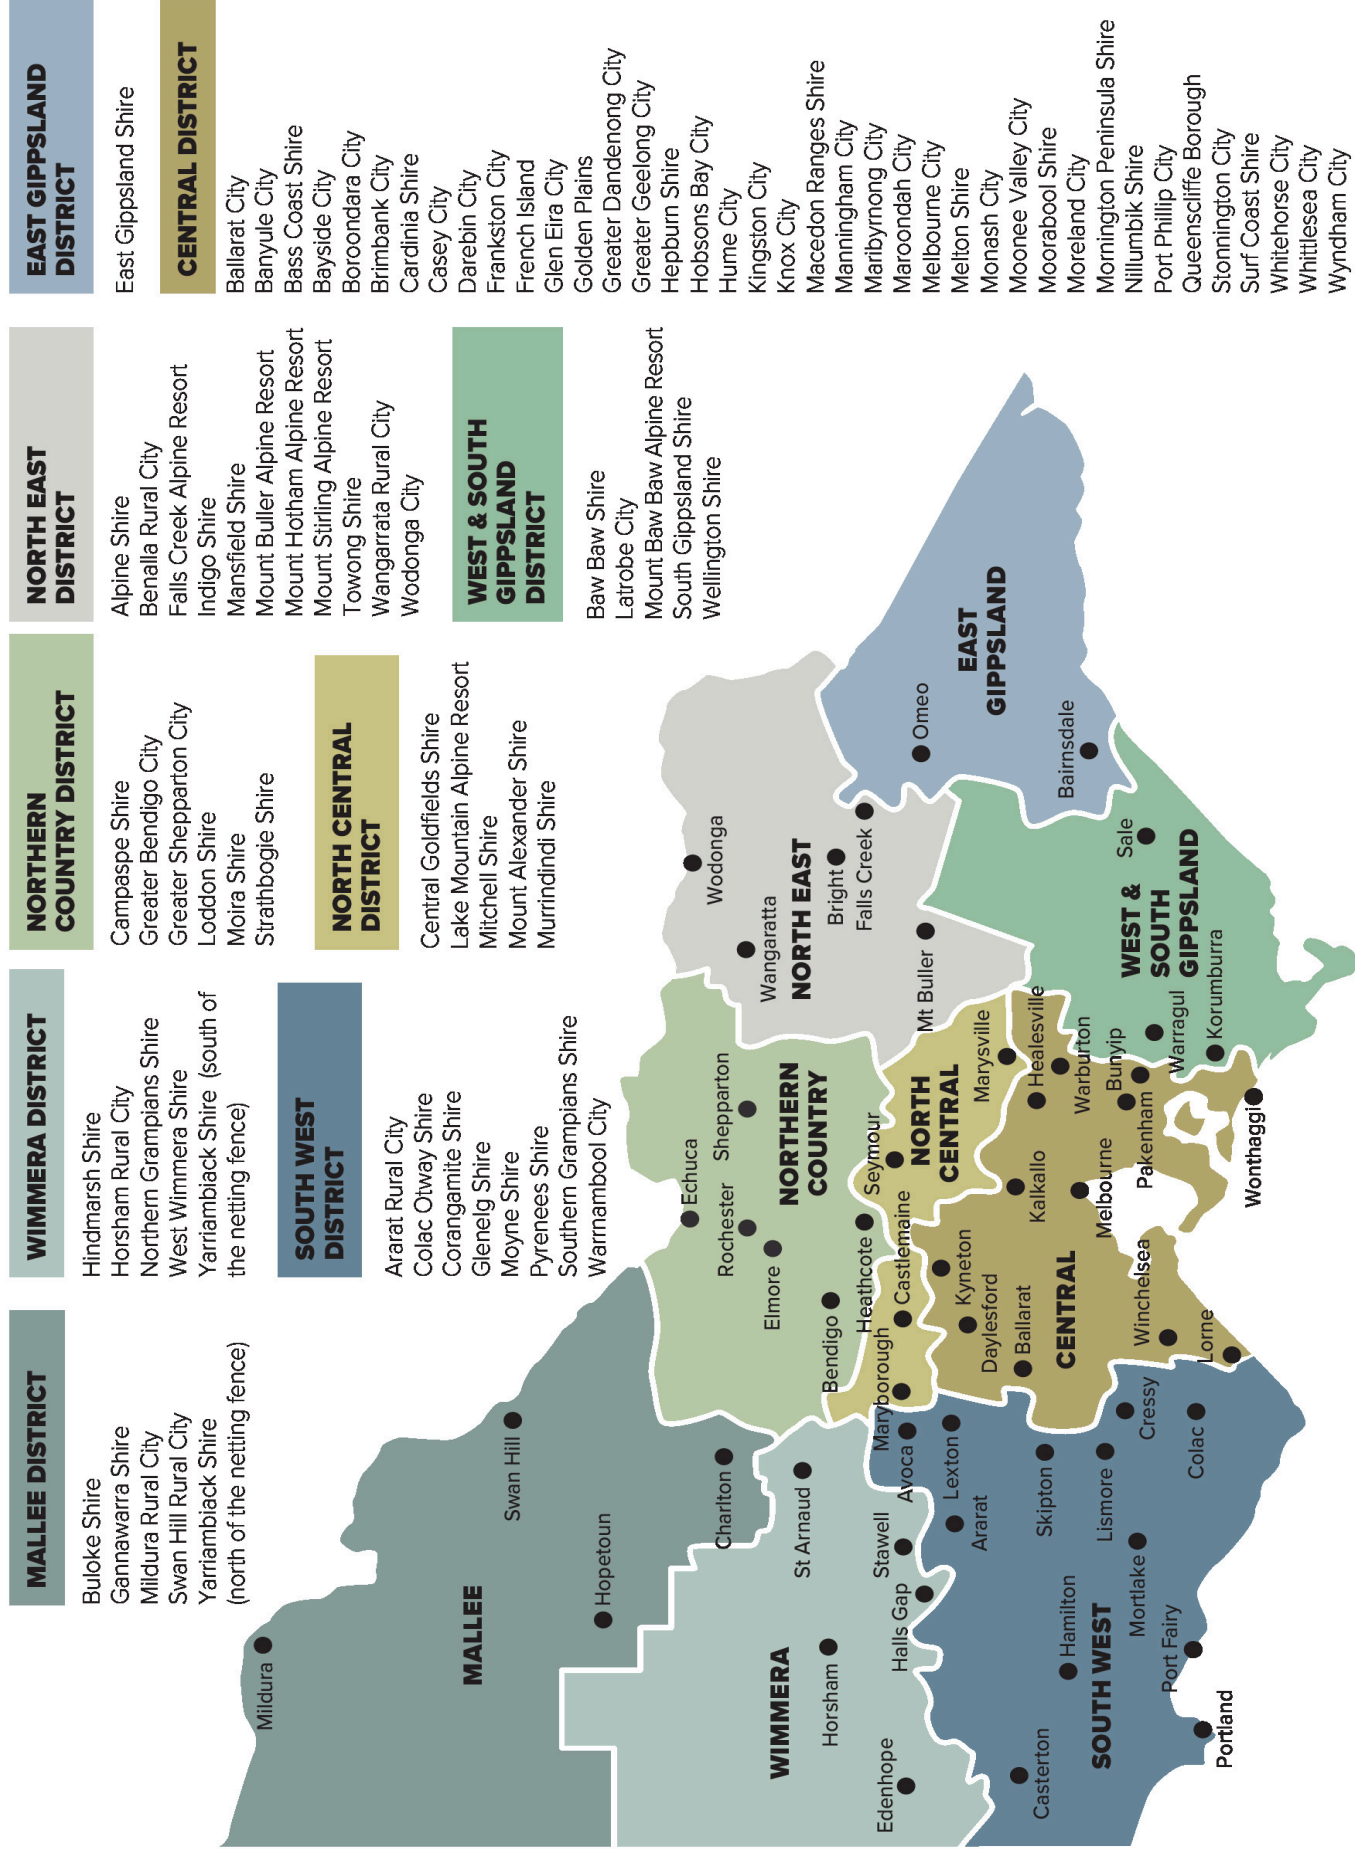 MALLEE DISTRICT
Buloke Shire
Gannawarra Shire
Mildura Rural City
Swan Hill Rural City
Yarriambiack Shire
(north of the netting fence)
WIMMERA DISTRICT
Hindmarsh Shire
Horsham Rural City
Northern Grampians Shire
West Wimmera Shire
Yarriambiack Shire (south of
the netting fence)
SOUTH WEST
DISTRICT
Ararat Rural City
Colac Otway Shire
Corangamite Shire
Glenelg Shire
Moyne Shire
Pyrenees Shire
Southern Grampians Shire
Warrnambool City
NORTHERN
COUNTRY DISTRICT
Campaspe Shire
Greater Bendigo City
Greater Shepparton City
Loddon Shire
Moira Shire
Strathbogie Shire
NORTH CENTRAL
DISTRICT
Central Goldfields Shire
Lake Mountain Alpine Resort
Mitchell Shire
Mount Alexander Shire
Murrindindi Shire
NORTH EAST
DISTRICT
Alpine Shire
Benalla Rural City
Falls Creek Alpine Resort
Indigo Shire
Mansfield Shire
Mount Buller Alpine Resort
Mount Hotham Alpine Resort
Mount Stirling Alpine Resort
Towong Shire
Wangarrata Rural City
Wodonga City
WEST & SOUTH
GIPPSLAND
DISTRICT
Baw Baw Shire
Latrobe City
Mount Baw Baw Alpine Resort
South Gippsland Shire
Wellington Shire
EAST GIPPSLAND
DISTRICT
East Gippsland Shire
CENTRAL DISTRICT
Ballarat City
Banyule City
Bass Coast Shire
Bayside City
Boroondara City
Brimbank City
Cardinia Shire
Casey City
Darebin City
Frankston City
French Island
Glen Eira City
Golden Plains
Greater Dandenong City
Greater Geelong City
Hepburn Shire
Hobsons Bay City
Hume City
Kingston City
Knox City
Macedon Ranges Shire
Manningham City
Marlbyrnong City
Maroondah City
Melbourne City
Melton Shire
Monash City
Moonee Valley City
Moorabool Shire
Moreland City
Mornington Peninsula Shire
Nillumbik Shire
Port Phillip City
Queenscliffe Borough
Stonnington City
Surf Coast Shire
Whitehorse City
Whittlesea City
Wyndham City
Mildura
MALLEE
Swan Hill
Hopetoun
Charlton
WIMMERA
St Arnaud
Horsham
Stawell
Halls Gap
Edenhope
Echuca
Rochester
Shepparton
Elmore
NORTHERN
COUNTRY
Bendigo
Heathcote
Wodonga
Wangaratta
NORTH EAST
Bright
Falls Creek
Mt Buller
Seymour
NORTH
CENTRAL
Marysville
Castlemaine
Maryborough
Omeo
EAST
GIPPSLAND
Bairnsdale
Avoca
Lexton
Ararat
Skipton
Lismore
Cressy
Colac
Casterton
Hamilton
SOUTH WEST
Mortlake
Port Fairy
Portland
Kyneton
Daylesford
Ballarat
CENTRAL
Kalkallo
Melbourne
Healesville
Warburton
Bunyip
Pakenham
Winchelsea
Lorne
Wonthaggi
Sale
WEST &
SOUTH
GIPPSLAND
Warragul
Korumburra